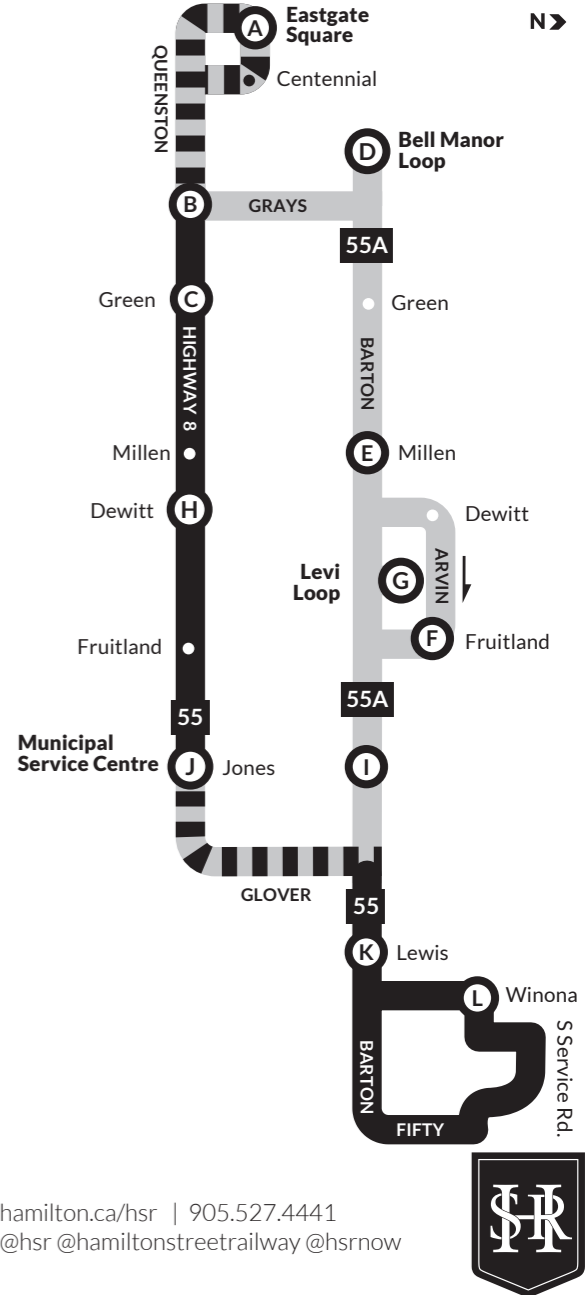 N
A
Eastgate
Square
QUEENSTON
Centennial
D
Bell Manor
Loop
B
GRAYS
55A
Green
C
Green
HIGHWAY 8
BARTON
Millen
E
Millen
Dewitt
H
Dewitt
ARVIN
Levi
Loop
G
Fruitland
F
Fruitland
55A
55
Municipal
Service Centre
J
Jones
I
GLOVER
55
K
Lewis
L
Winona
S Service Rd.
BARTON
FIFTY
hamilton.ca/hsr | 905.527.4441
@hsr @hamiltonstreetrailway @hsrnow
HSR